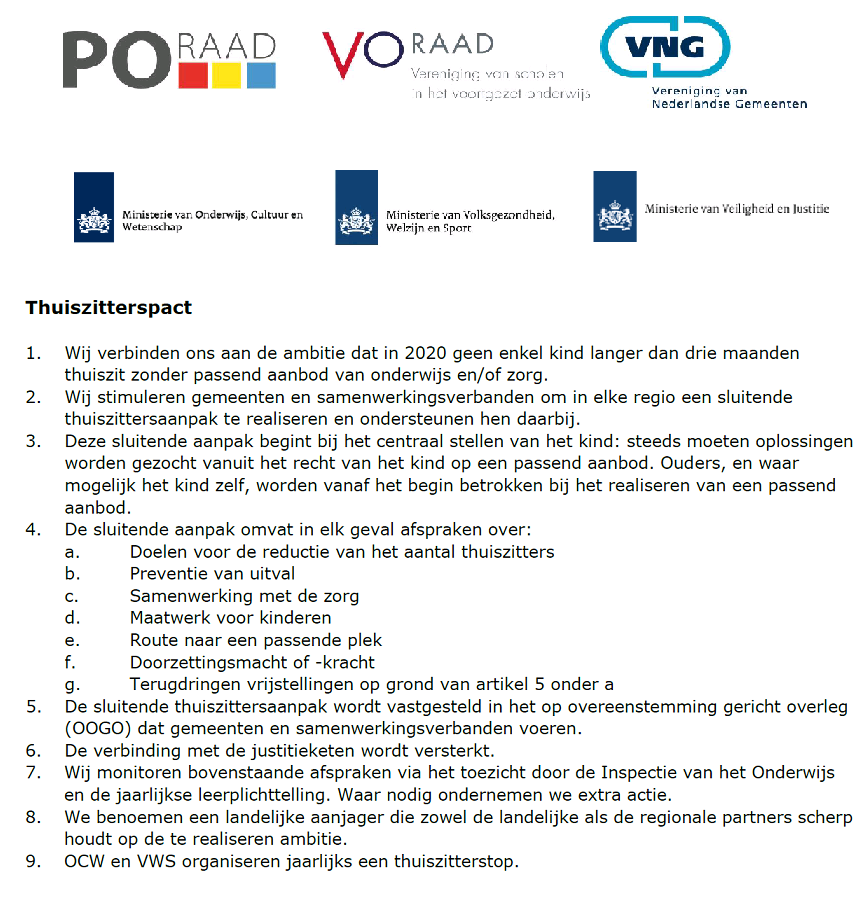 PO RAAD
VO RAAD
Vereniging van scholen
in het voortgezet onderwijs
VNG
Vereniging van
Nederlandse Gemeenten
Ministerie van Onderwijs, Cultuur en
Wetenschap
Ministerie van Volksgezondheid,
Welzijn en Sport
Ministerie van Veiligheid en Justitie
Thuiszitterspact
1. Wij verbinden ons aan de ambitie dat in 2020 geen enkel kind langer dan drie maanden
thuiszit zonder passend aanbod van onderwijs en/of zorg.
2. Wij stimuleren gemeenten en samenwerkingsverbanden om in elke regio een sluitende
thuiszittersaanpak te realiseren en ondersteunen hen daarbij.
3. Deze sluitende aanpak begint bij het centraal stellen van het kind: steeds moeten oplossingen
worden gezocht vanuit het recht van het kind op een passend aanbod. Ouders, en waar
mogelijk het kind zelf, worden vanaf het begin betrokken bij het realiseren van een passend
aanbod.
4. De sluitende aanpak omvat in elk geval afspraken over:
a. Doelen voor de reductie van het aantal thuiszitters
b. Preventie van uitval
c. Samenwerking met de zorg
d. Maatwerk voor kinderen
e. Route naar een passende plek
f. Doorzettingsmacht of -kracht
g. Terugdringen vrijstellingen op grond van artikel 5 onder a
5. De sluitende thuiszittersaanpak wordt vastgesteld in het op overeenstemming gericht overleg
(OOGO) dat gemeenten en samenwerkingsverbanden voeren.
6. De verbinding met de justitieketen wordt versterkt.
7. Wij monitoren bovenstaande afspraken via het toezicht door de Inspectie van het Onderwijs
en de jaarlijkse leerplichttelling. Waar nodig ondernemen we extra actie.
8. We benoemen een landelijke aanjager die zowel de landelijke als de regionale partners scherp
houdt op de te realiseren ambitie.
9. OCW en VWS organiseren jaarlijks een thuiszitterstop.